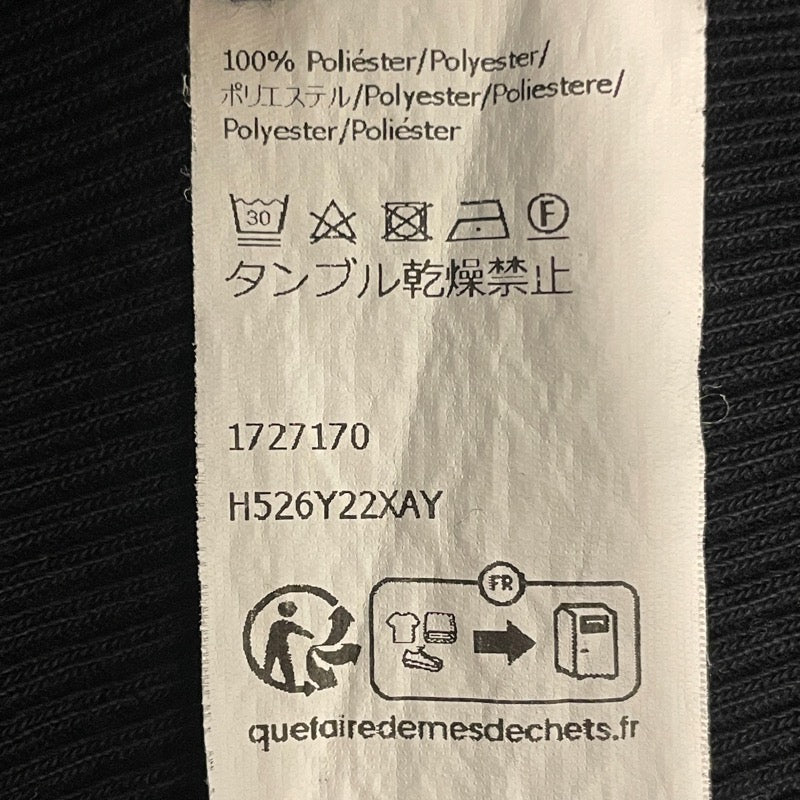 100% Poliéster/Polyester/
ポリエステル/Polyester/Poliestere/
Polyester/Poliéster
30 F
タンブル乾燥禁止
1727170
H526Y22XAY
FR
quefairedemesdechets.fr